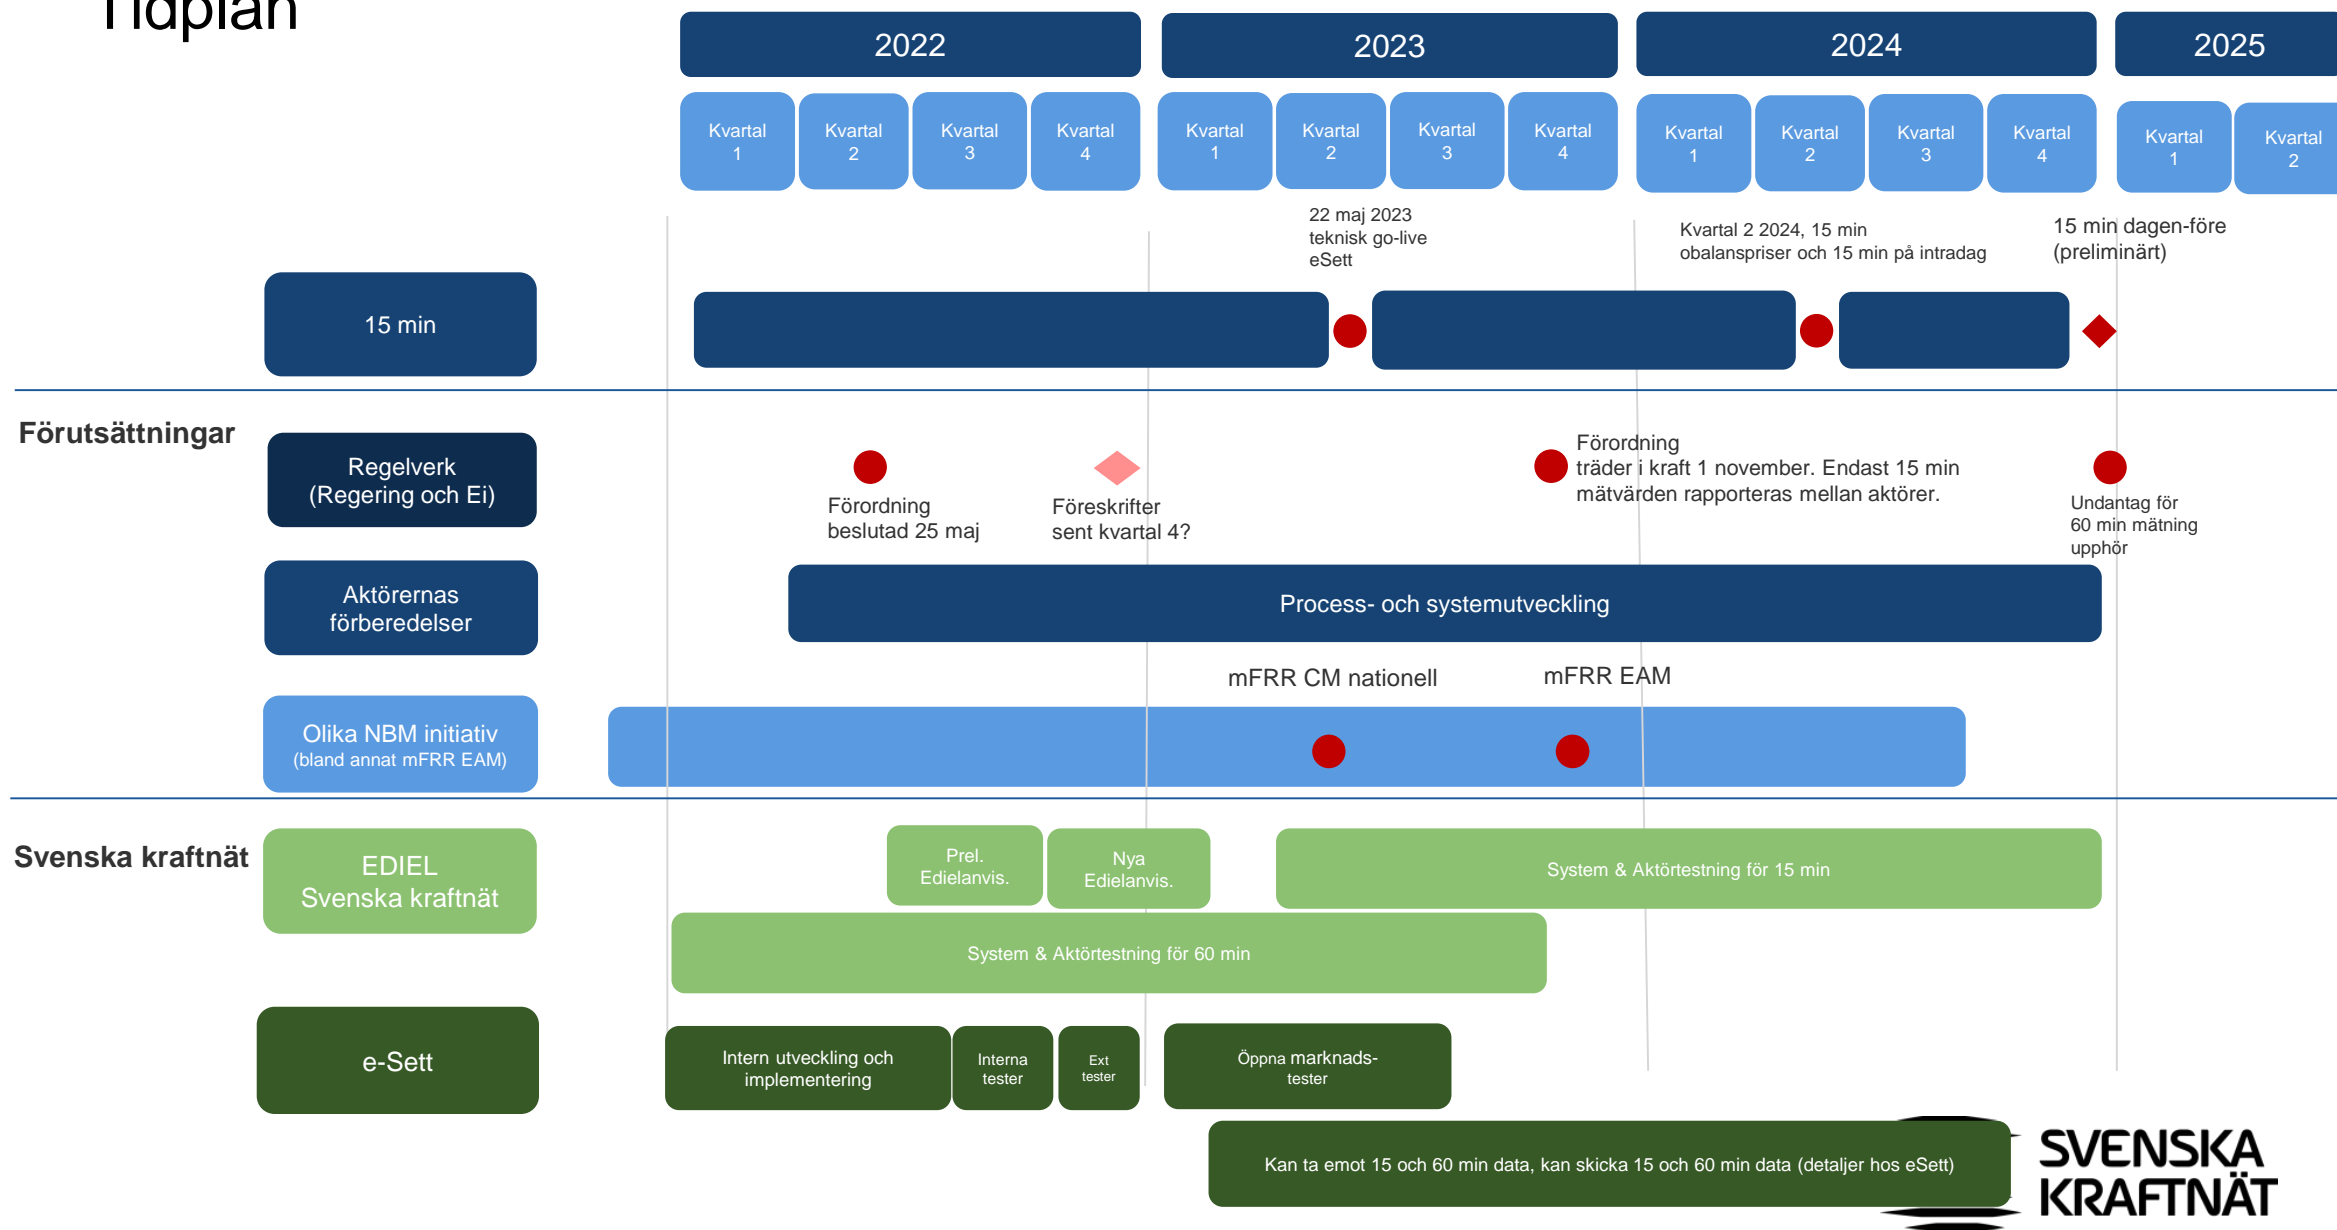 Tidplan
2022
2023
2024
2025
Kvartal
1
Kvartal
2
Kvartal
3
Kvartal
4
Kvartal
1
Kvartal
2
Kvartal
3
Kvartal
4
Kvartal
1
Kvartal
2
Kvartal
3
Kvartal
4
Kvartal
1
Kvartal
2
22 maj 2023
teknisk go-live
eSett
Kvartal 2 2024, 15 min
obalanspriser och 15 min på intradag
15 min dagen-före
(preliminärt)
15 min
Förutsättningar
Regelverk
(Regering och Ei)
Förordning
beslutad 25 maj
Föreskrifter
sent kvartal 4?
Förordning
träder i kraft 1 november. Endast 15 min
mätvärden rapporteras mellan aktörer.
Undantag för
60 min mätning
upphör
Aktörernas
förberedelser
Process- och systemutveckling
mFRR CM nationell
mFRR EAM
Olika NBM initiativ
(bland annat mFRR EAM)
Svenska kraftnät
EDIEL
Svenska kraftnät
Prel.
Edielanvis.
Nya
Edielanvis.
System & Aktörtestning för 15 min
System & Aktörtestning för 60 min
e-Sett
Intern utveckling och
implementering
Interna
tester
Ext
tester
Öppna marknads-
tester
Kan ta emot 15 och 60 min data, kan skicka 15 och 60 min data (detaljer hos eSett)
SVENSKA
KRAFTNÄT